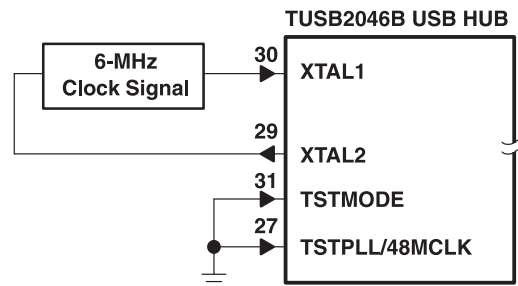 TUSB2046B USB HUB
6-MHz
Clock Signal
30
XTAL1
29
XTAL2
31
TSTMODE
27
TSTPLL/48MCLK